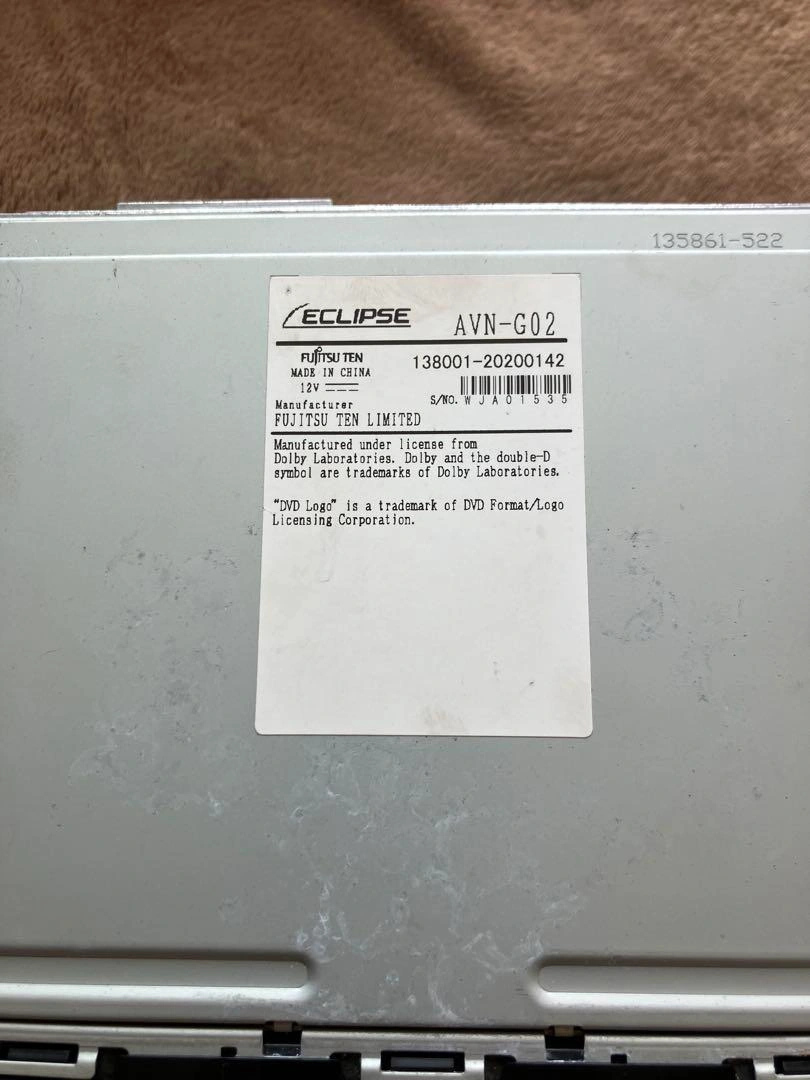 135861-522
ECLIPSE AVN-G02
FUJITSU TEN 138001-20200142
MADE IN CHINA
12V
S/NO. WJA01535
Manufacturer
FUJITSU TEN LIMITED
Manufactured under license from
Dolby Laboratories. Dolby and the double-D
symbol are trademarks of Dolby Laboratories.
“DVD Logo” is a trademark of DVD Format/Logo
Licensing Corporation.